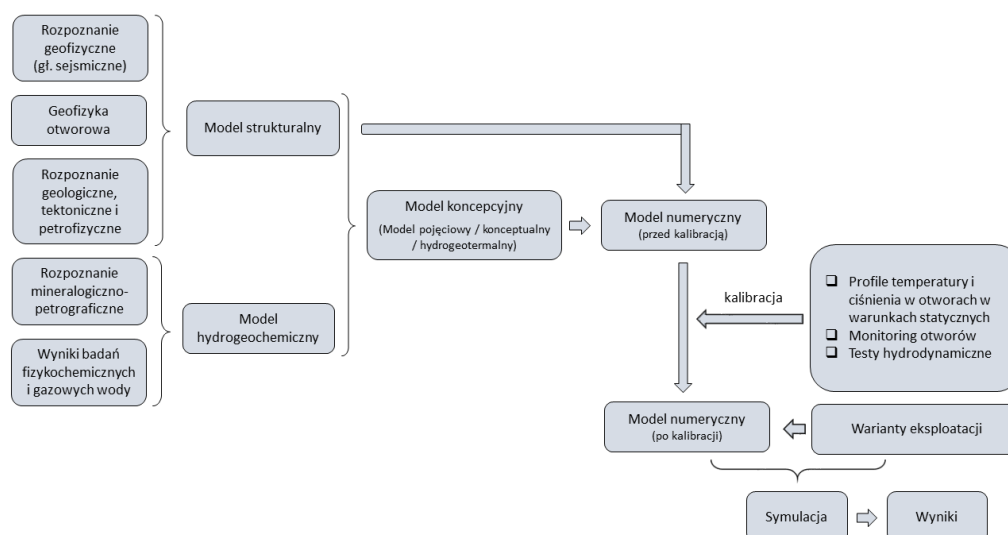 Rozpoznanie
geofizyczne
(gł. sejsmiczne)
Geofizyka
otworowa
Rozpoznanie
geologiczne,
tektoniczne i
petrofizyczne
Rozpoznanie
mineralogiczno-
petrograficzne
Wyniki badań
fizykochemicznych
i gazowych wody
Model strukturalny
Model
hydrogeochemiczny
Model koncepcyjny
(Model pojęciowy / konceptualny
/ hydrogeotermalny)
Model numeryczny
(przed kalibracją)
kalibracja
❑ Profile temperatury i
ciśnienia w otworach w
warunkach statycznych
❑ Monitoring otworów
❑ Testy hydrodynamiczne
Model numeryczny
(po kalibracji)
Warianty eksploatacji
Symulacja
Wyniki